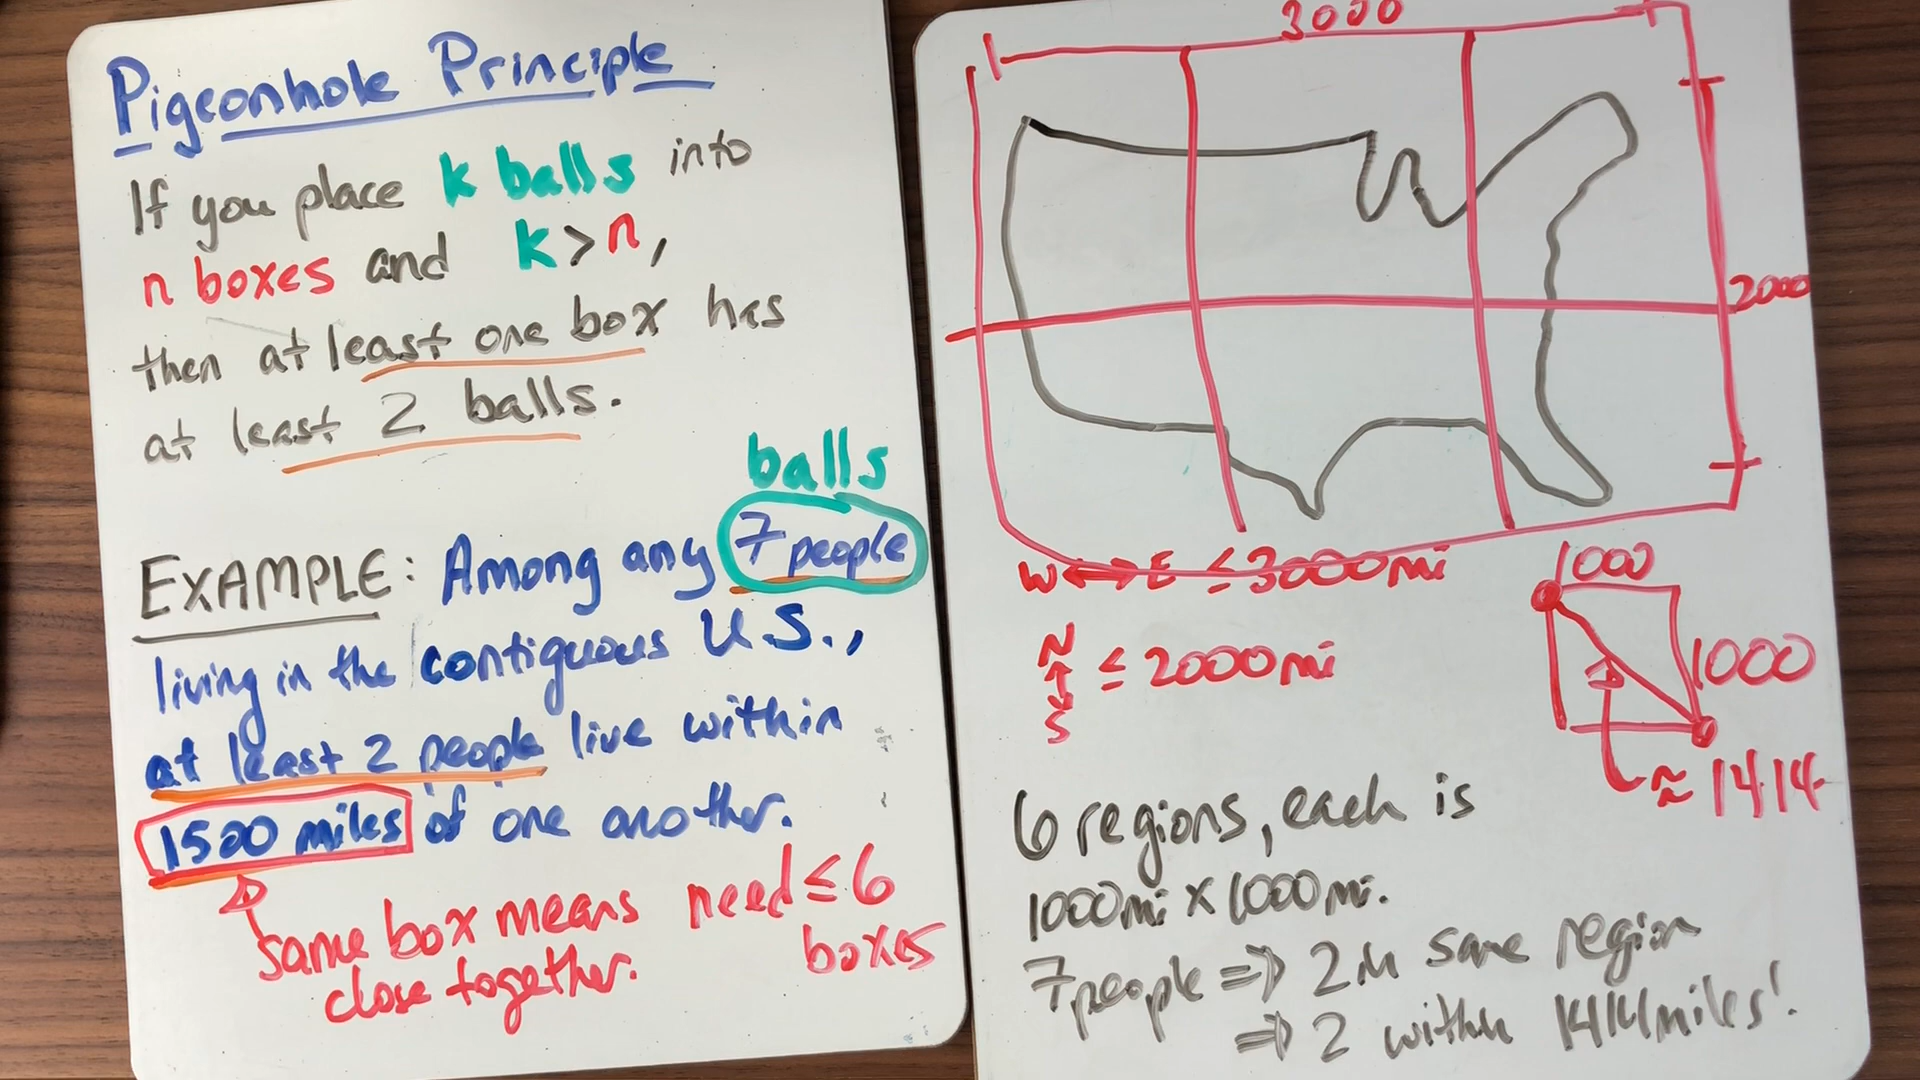 Pigeonhole Principle
If you place k balls into
n boxes and k>n,
then at least one box has
at least 2 balls.
balls
EXAMPLE: Among any 7 people
living in the contiguous U.S.,
at least 2 people live within
1500 miles of one another.
same box means need ≤ 6
close together. boxes
3000
2000
W↔E ≤ 3000mi
N
↕ ≤ 2000mi
S
1000
1000
≈ 1414
6 regions, each is
1000mi x 1000mi.
7 people ⇒ 2 in same region
⇒ 2 within 1414 miles!